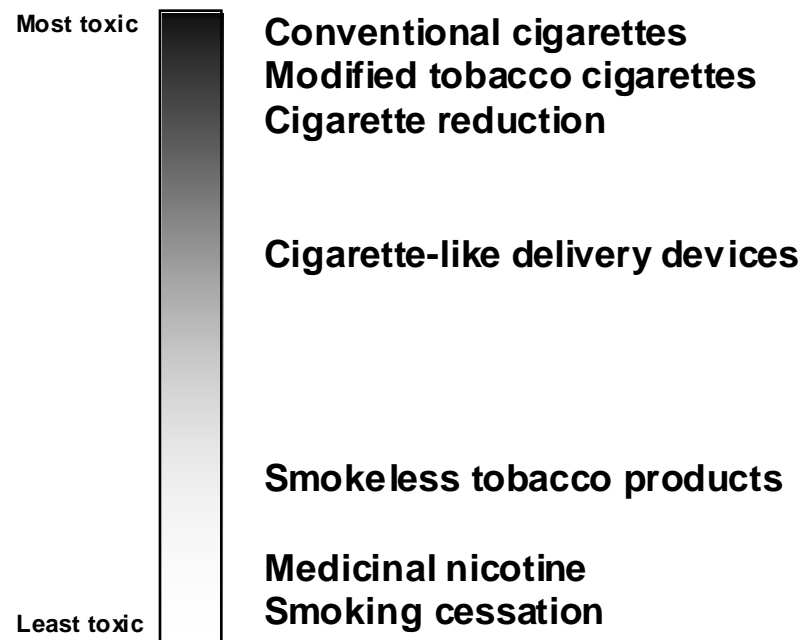 Most toxic
Conventional cigarettes
Modified tobacco cigarettes
Cigarette reduction
Cigarette-like delivery devices
Smokeless tobacco products
Medicinal nicotine
Smoking cessation
Least toxic